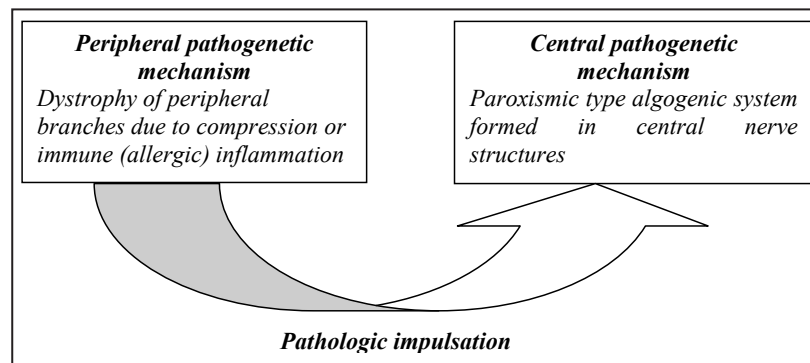 Peripheral pathogenetic
mechanism
Dystrophy of peripheral
branches due to compression or
immune (allergic) inflammation
Central pathogenetic
mechanism
Paroxismic type algogenic system
formed in central nerve
structures
Pathologic impulsation